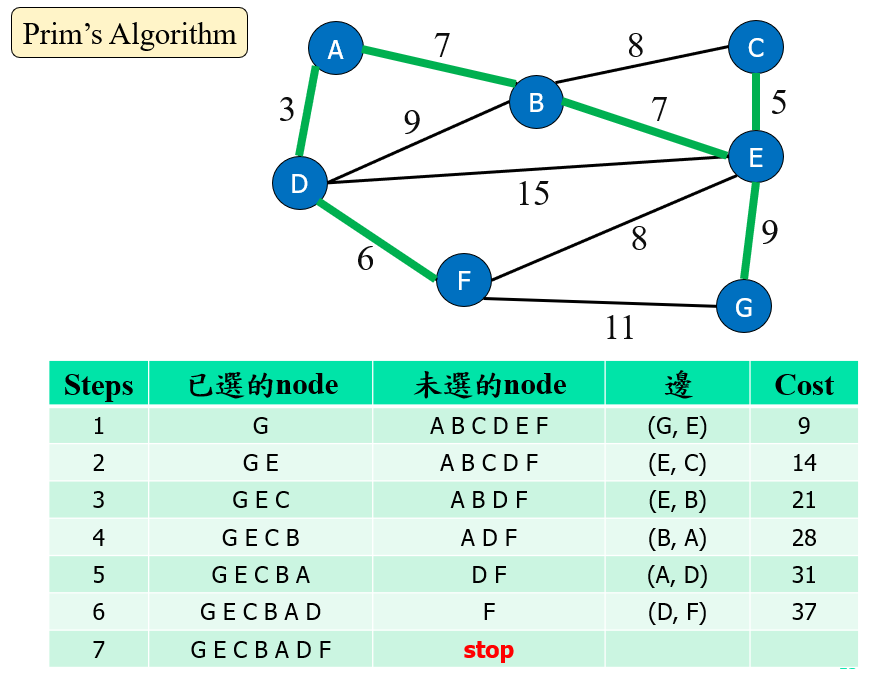 Prim's Algorithm
A
7
8
C
B
3
9
7
5
D
15
E
6
8
9
F
11
G
Steps 已選的node 未選的node 邊 Cost
1 G A B C D E F (G, E) 9
2 G E A B C D F (E, C) 14
3 G E C A B D F (E, B) 21
4 G E C B A D F (B, A) 28
5 G E C B A D F (A, D) 31
6 G E C B A D F (D, F) 37
7 G E C B A D F stop